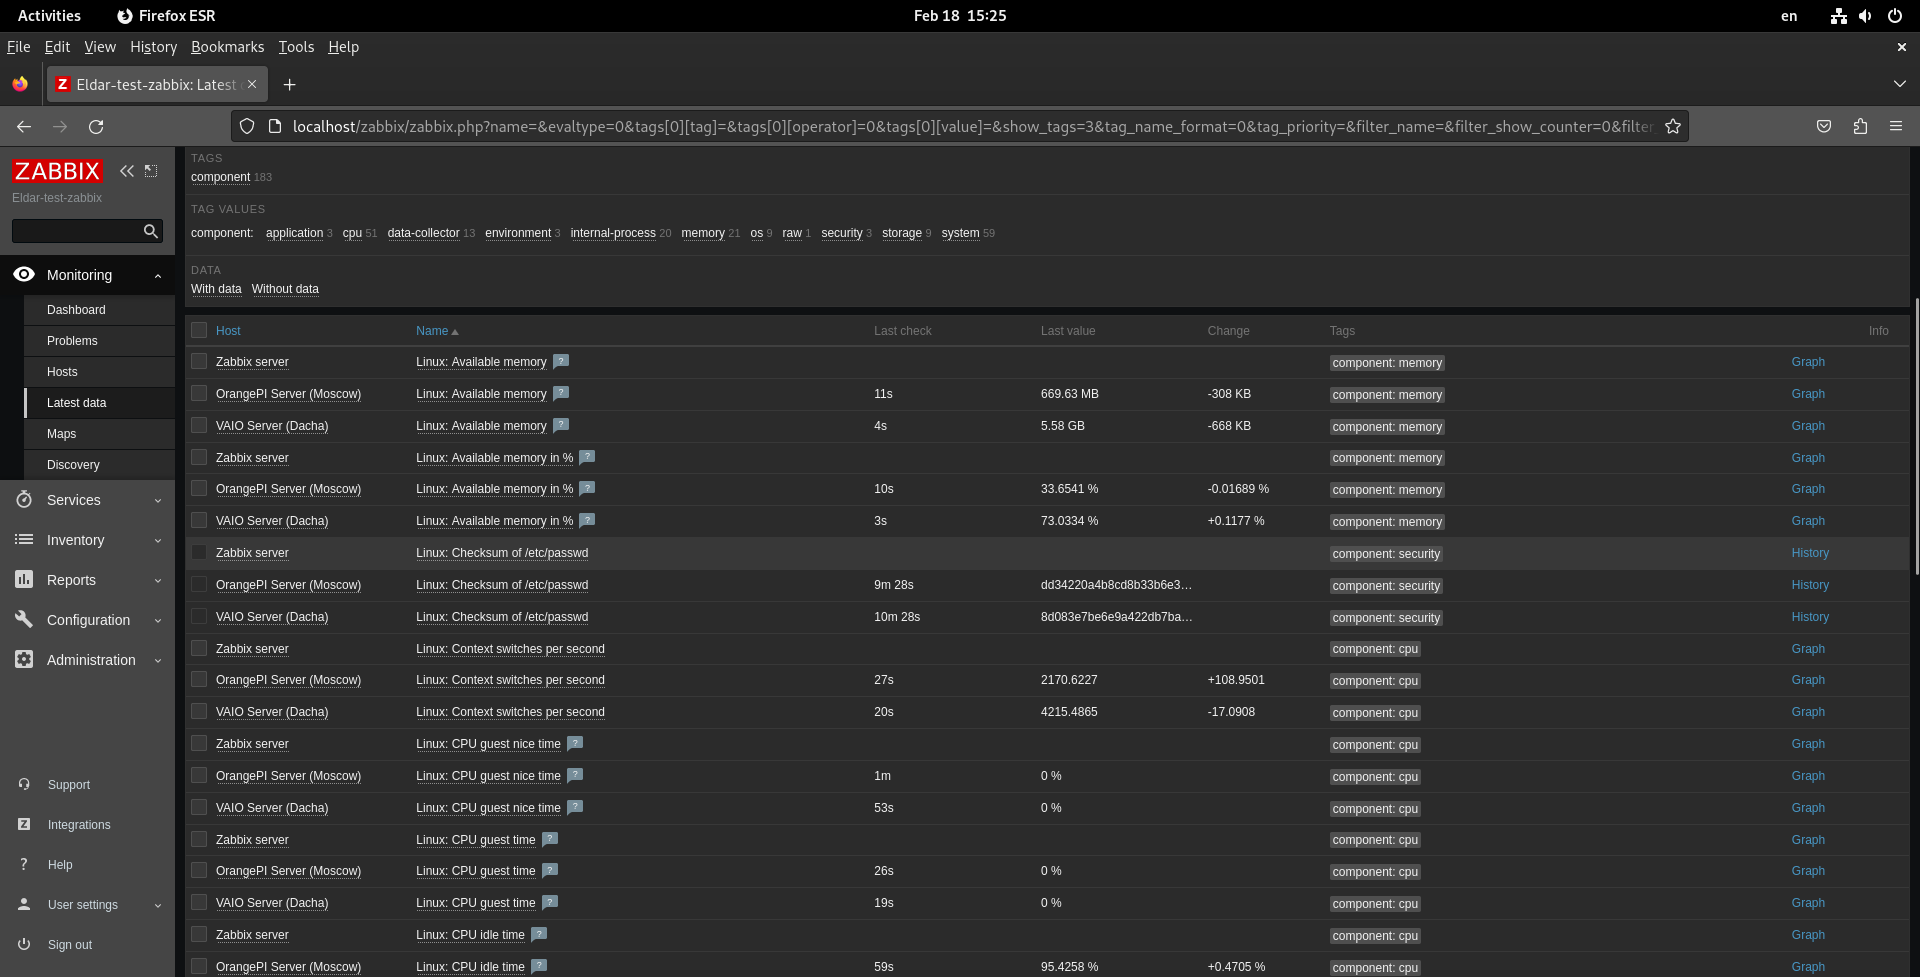 Activities Firefox ESR Feb 18 15:25 en
File Edit View History Bookmarks Tools Help
Z Eldar-test-zabbix: Latest
localhost/zabbix/zabbix.php?name=&evaltype=0&tags[0][tag]=&tags[0][operator]=0&tags[0][value]=&show_tags=3&tag_name_format=0&tag_priority=&filter_name=&filter_show_counter=0&filter_
ZABBIX
Eldar-test-zabbix
Monitoring
Dashboard
Problems
Hosts
Latest data
Maps
Discovery
Services
Inventory
Reports
Configuration
Administration
Support
Z Integrations
? Help
User settings
Sign out
TAGS
component 183
TAG VALUES
component: application 3 cpu 51 data-collector 13 environment 3 internal-process 20 memory 21 os 9 raw 1 security 3 storage 9 system 59
DATA
With data Without data
Host Name Last check Last value Change Tags Info
Zabbix server Linux: Available memory ? component: memory Graph
OrangePI Server (Moscow) Linux: Available memory ? 11s 669.63 MB -308 KB component: memory Graph
VAIO Server (Dacha) Linux: Available memory ? 4s 5.58 GB -668 KB component: memory Graph
Zabbix server Linux: Available memory in % ? component: memory Graph
OrangePI Server (Moscow) Linux: Available memory in % ? 10s 33.6541 % -0.01689 % component: memory Graph
VAIO Server (Dacha) Linux: Available memory in % ? 3s 73.0334 % +0.1177 % component: memory Graph
Zabbix server Linux: Checksum of /etc/passwd component: security History
OrangePI Server (Moscow) Linux: Checksum of /etc/passwd 9m 28s dd34220a4b8cd8b33b6e3... component: security History
VAIO Server (Dacha) Linux: Checksum of /etc/passwd 10m 28s 8d083e7be6e9a422db7ba... component: security History
Zabbix server Linux: Context switches per second component: cpu Graph
OrangePI Server (Moscow) Linux: Context switches per second 27s 2170.6227 +108.9501 component: cpu Graph
VAIO Server (Dacha) Linux: Context switches per second 20s 4215.4865 -17.0908 component: cpu Graph
Zabbix server Linux: CPU guest nice time ? component: cpu Graph
OrangePI Server (Moscow) Linux: CPU guest nice time ? 1m 0 % component: cpu Graph
VAIO Server (Dacha) Linux: CPU guest nice time ? 53s 0 % component: cpu Graph
Zabbix server Linux: CPU guest time ? component: cpu Graph
OrangePI Server (Moscow) Linux: CPU guest time ? 26s 0 % component: cpu Graph
VAIO Server (Dacha) Linux: CPU guest time ? 19s 0 % component: cpu Graph
Zabbix server Linux: CPU idle time ? component: cpu Graph
OrangePI Server (Moscow) Linux: CPU idle time ? 59s 95.4258 % +0.4705 % component: cpu Graph